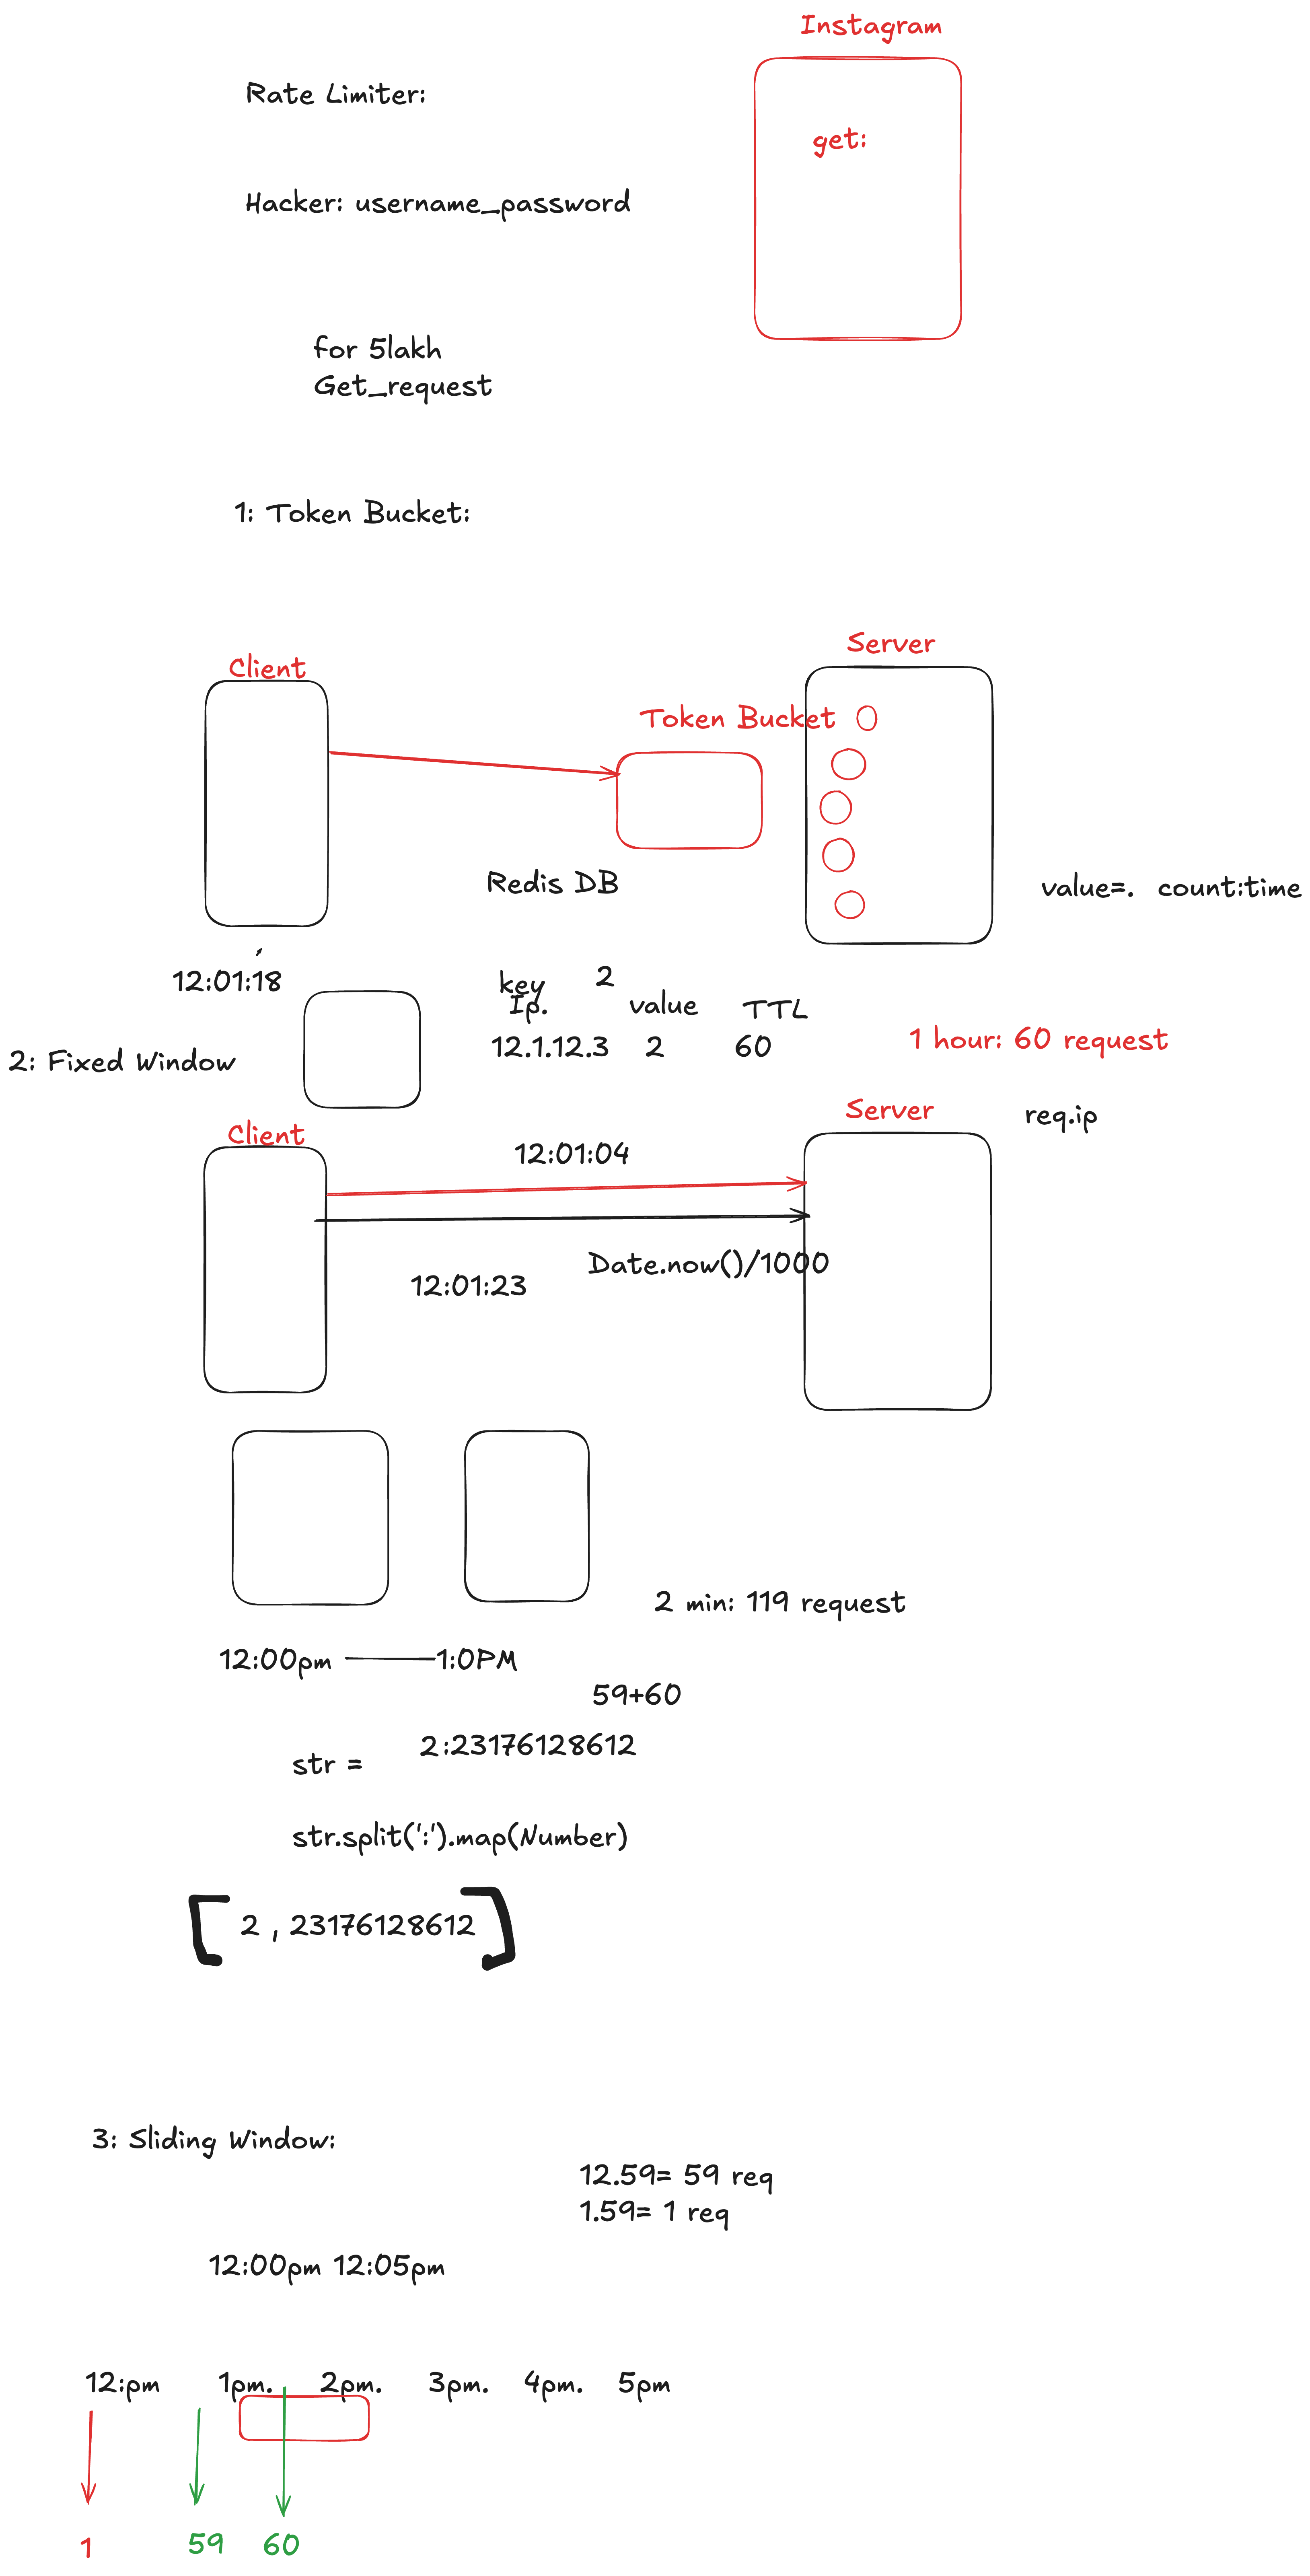 Instagram
Rate Limiter:
get:
Hacker: username_password
for 5lakh
Get_request
1: Token Bucket:
Server
Client
Token Bucket
Redis DB
value=. count:time
12:01:18
key 2
Ip. value TTL
12.1.12.3 2 60
1 hour: 60 request
2: Fixed Window
Server
req.ip
Client
12:01:04
Date.now()/1000
12:01:23
2 min: 119 request
12:00pm 1:0PM
59+60
2:23176128612
str =
str.split(':').map(Number)
[ 2 , 23176128612 ]
3: Sliding Window:
12.59= 59 req
1.59= 1 req
12:00pm 12:05pm
12:pm 1pm. 2pm. 3pm. 4pm. 5pm
1 59 60